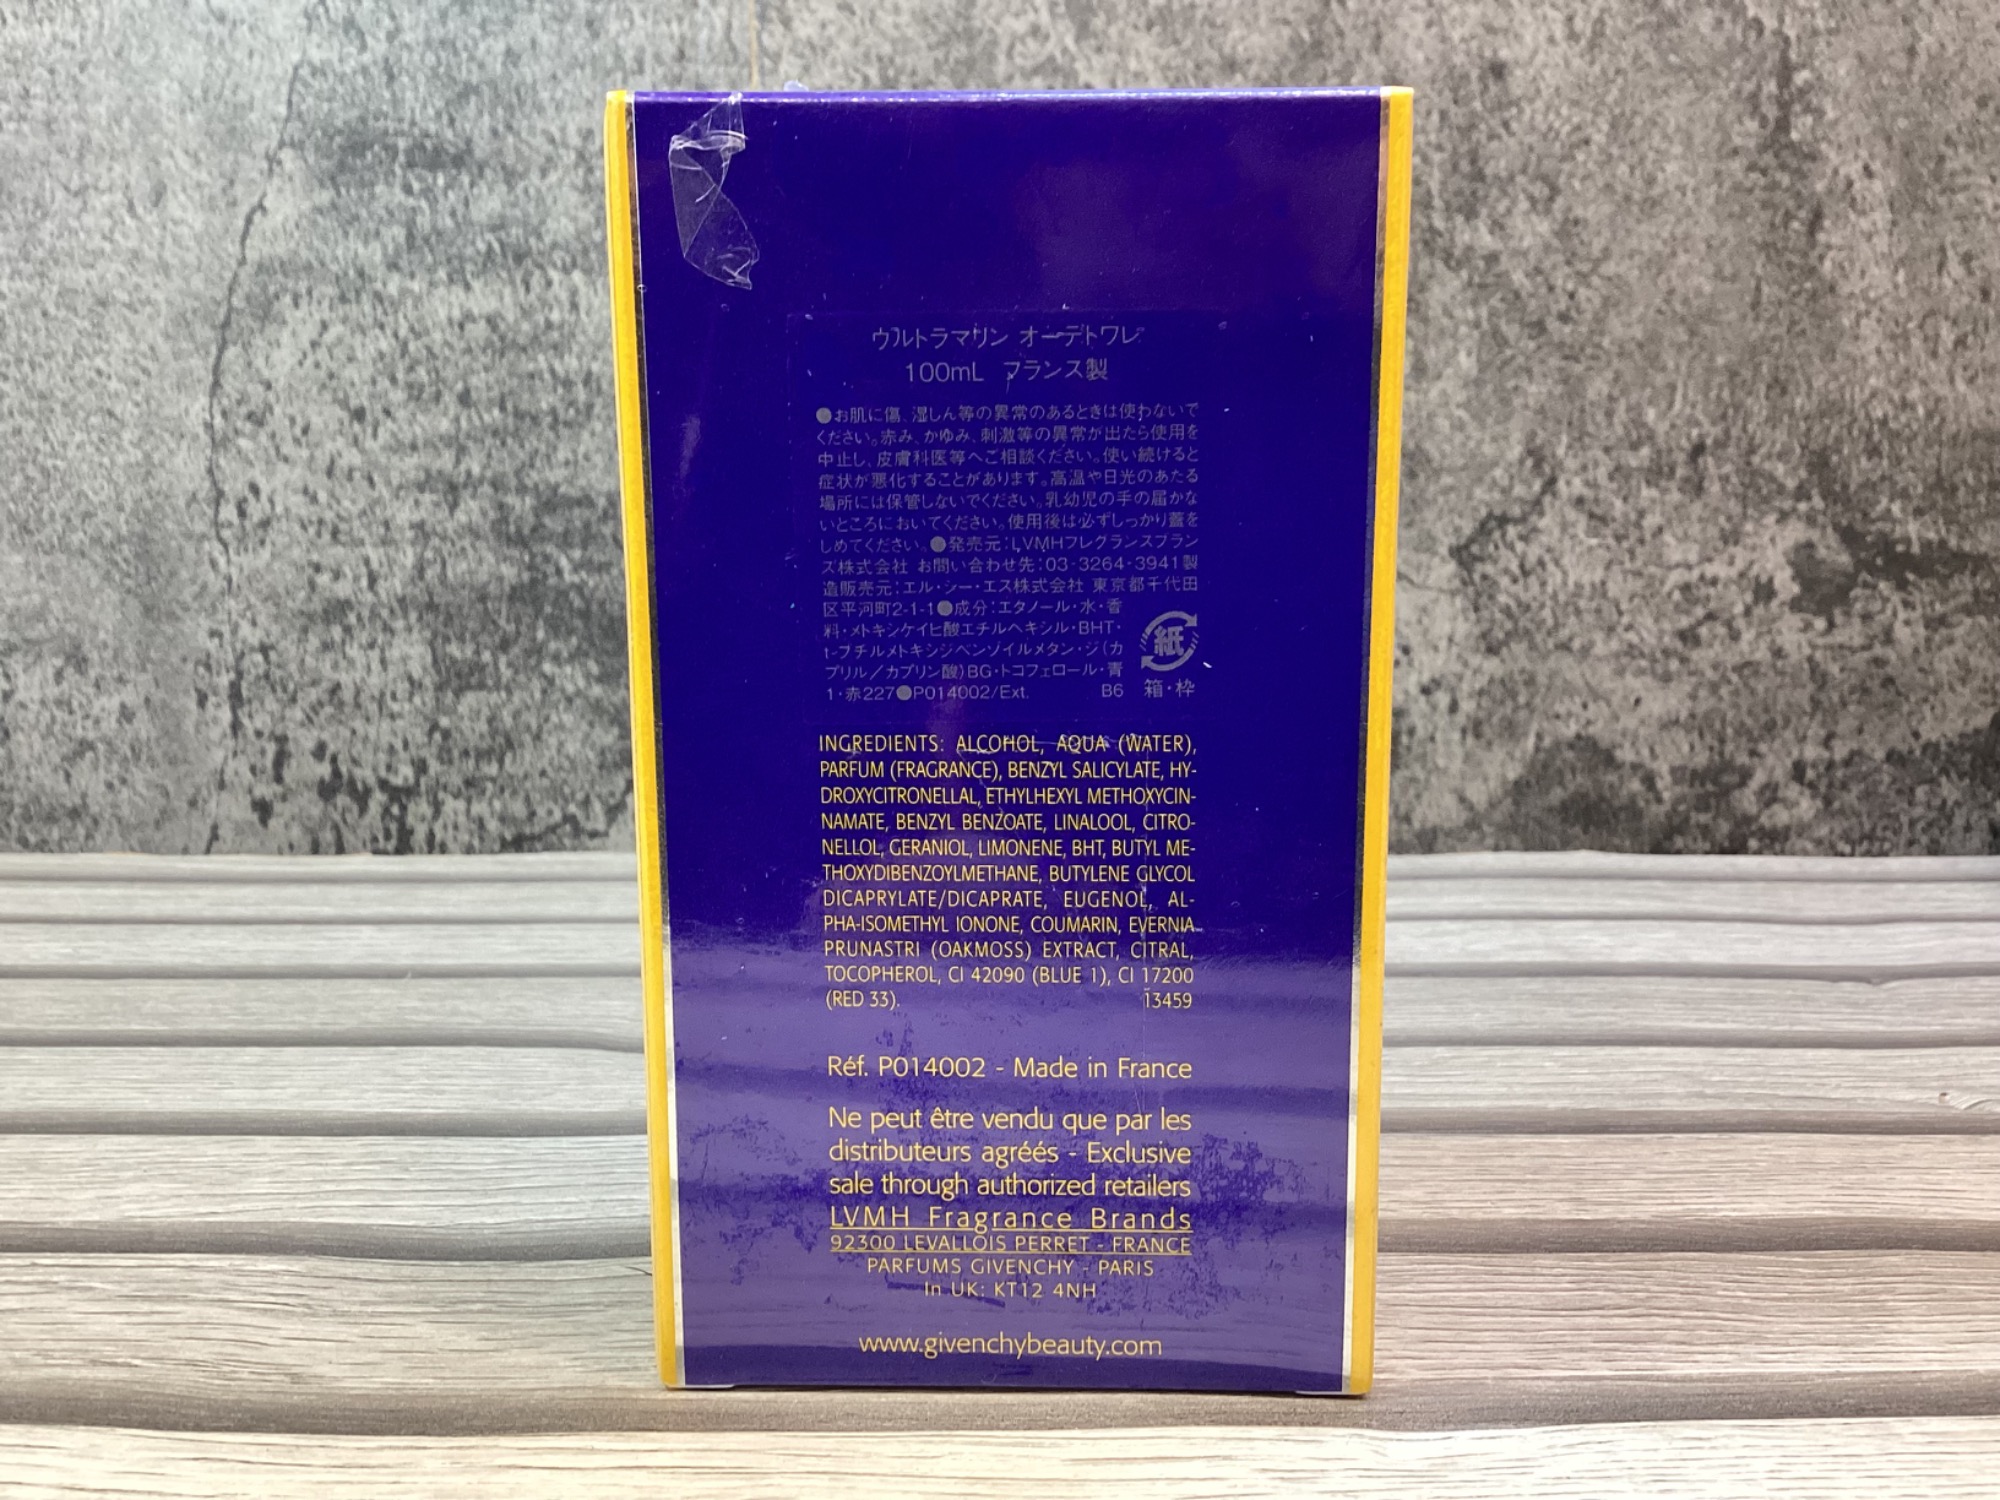 ウルトラマリン オーデトワレ
100mL フランス製
●お肌に傷、湿しん等の異常のあるときは使わないで
ください。赤み、かゆみ、刺激等の異常が出たら使用を
中止し、皮膚科医等へご相談ください。使い続けると
症状が悪化することがあります。高温や日光のあたる
場所には保管しないでください。乳幼児の手の届かな
いところにおいてください。使用後は必ずしっかり蓋を
しめてください。●発売元:LVMHフレグランスブラン
ズ株式会社 お問い合わせ先:03-3264-3941製
造販売元:エル・シー・エス株式会社 東京都千代田
区平河町2-1-1●成分:エタノール・水・香
料・メトキシケイヒ酸エチルヘキシル・BHT・
t-ブチルメトキシジベンゾイルメタン・ジ(カ
プリル/カプリン酸)BG・トコフェロール・青
1・赤227●P014002/Ext. B6
紙
箱・枠
INGREDIENTS: ALCOHOL, AQUA (WATER),
PARFUM (FRAGRANCE), BENZYL SALICYLATE, HY-
DROXYCITRONELLAL, ETHYLHEXYL METHOXYCIN-
NAMATE, BENZYL BENZOATE, LINALOOL, CITRO-
NELLOL, GERANIOL, LIMONENE, BHT, BUTYL ME-
THOXYDIBENZOYLMETHANE, BUTYLENE GLYCOL
DICAPRYLATE/DICAPRATE, EUGENOL, AL-
PHA-ISOMETHYL IONONE, COUMARIN, EVERNIA
PRUNASTRI (OAKMOSS) EXTRACT, CITRAL,
TOCOPHEROL, CI 42090 (BLUE 1), CI 17200
(RED 33). 13459
Réf. P014002 - Made in France
Ne peut être vendu que par les
distributeurs agréés - Exclusive
sale through authorized retailers
LVMH Fragrance Brands
92300 LEVALLOIS PERRET - FRANCE
PARFUMS GIVENCHY - PARIS
In UK: KT12 4NH
www.givenchybeauty.com